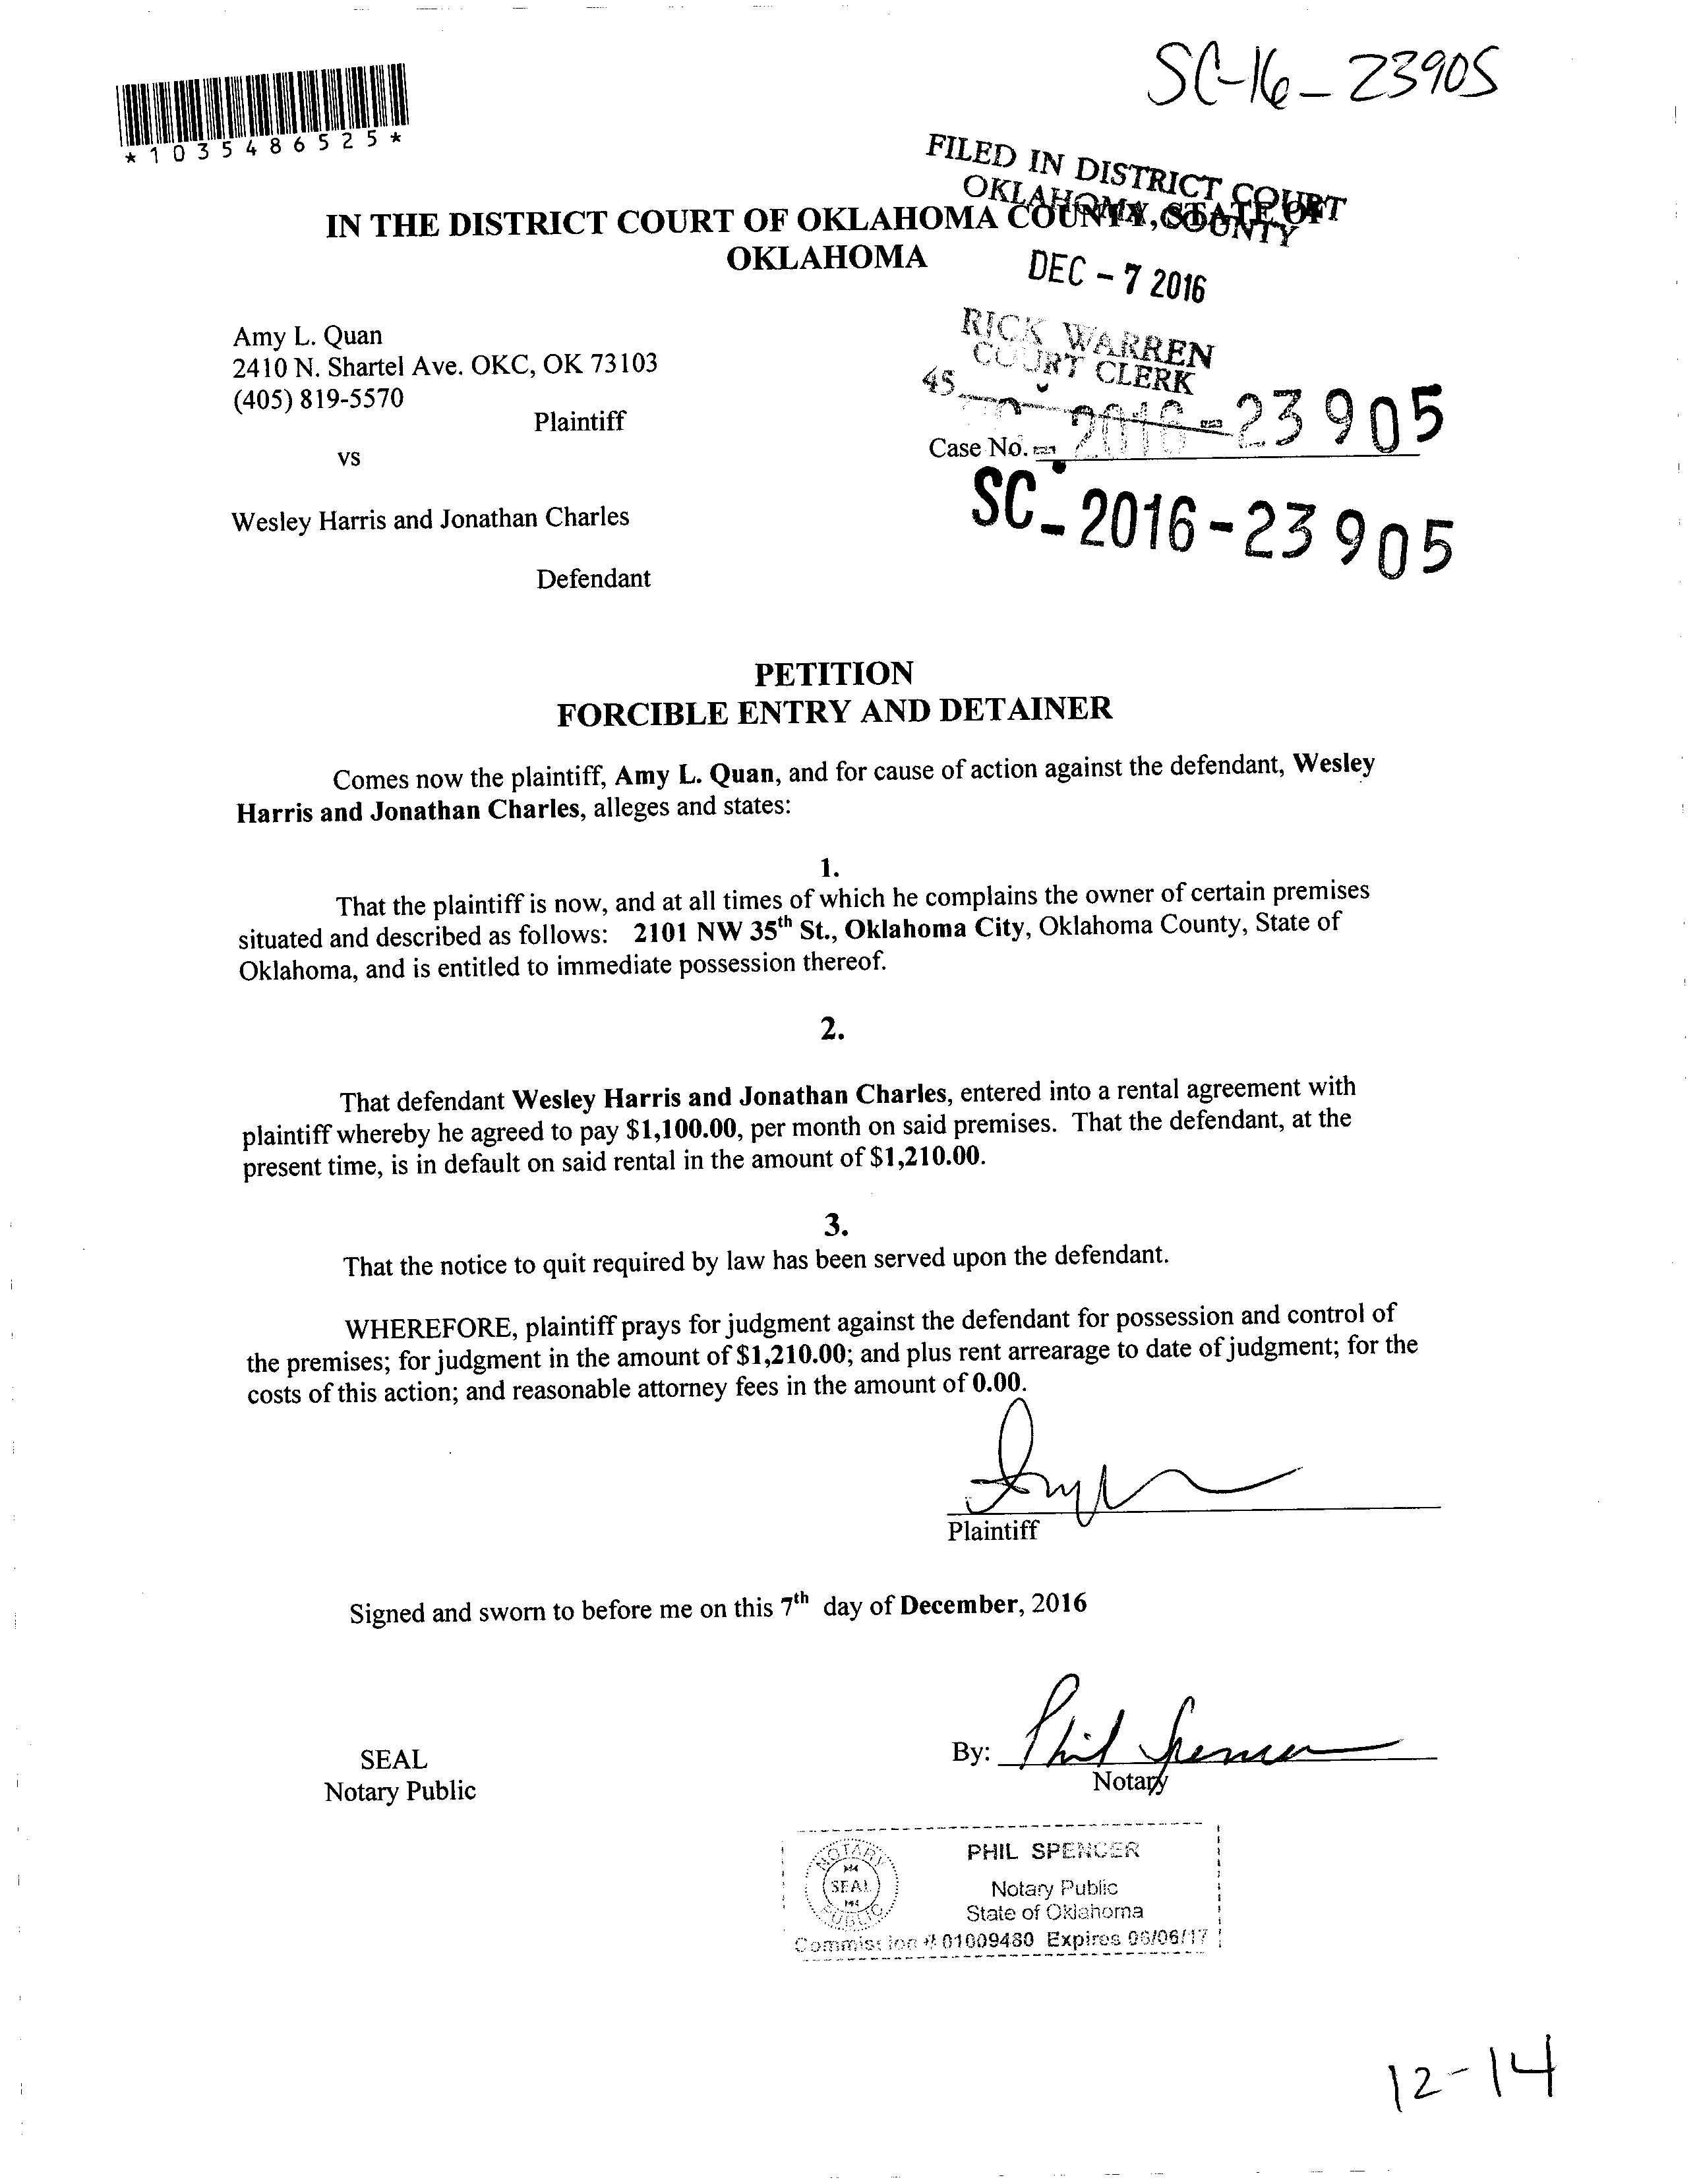 SC-16-23905
*1035486525*
FILED IN DISTRICT COURT
OKLAHOMA COUNTY
IN THE DISTRICT COURT OF OKLAHOMA COUNTY, STATE OF
OKLAHOMA
DEC - 7 2016
RICK WARREN
COURT CLERK
Amy L. Quan
2410 N. Shartel Ave. OKC, OK 73103
(405) 819-5570
Plaintiff
45
2016-23905
Case No.
vs
SC-2016-23905
Wesley Harris and Jonathan Charles
Defendant
PETITION
FORCIBLE ENTRY AND DETAINER
Comes now the plaintiff, Amy L. Quan, and for cause of action against the defendant, Wesley
Harris and Jonathan Charles, alleges and states:
1.
That the plaintiff is now, and at all times of which he complains the owner of certain premises
situated and described as follows: 2101 NW 35th St., Oklahoma City, Oklahoma County, State of
Oklahoma, and is entitled to immediate possession thereof.
2.
That defendant Wesley Harris and Jonathan Charles, entered into a rental agreement with
plaintiff whereby he agreed to pay $1,100.00, per month on said premises. That the defendant, at the
present time, is in default on said rental in the amount of $1,210.00.
3.
That the notice to quit required by law has been served upon the defendant.
WHEREFORE, plaintiff prays for judgment against the defendant for possession and control of
the premises; for judgment in the amount of $1,210.00; and plus rent arrearage to date of judgment; for the
costs of this action; and reasonable attorney fees in the amount of 0.00.
Plaintiff
Signed and sworn to before me on this 7th day of December, 2016
SEAL
Notary Public
By: Phil Spencer
Notary
NOTARY
SEAL
PUBLIC
PHIL SPENCER
Notary Public
State of Oklahoma
Commission # 01009480 Expires 06/06/17
12-14